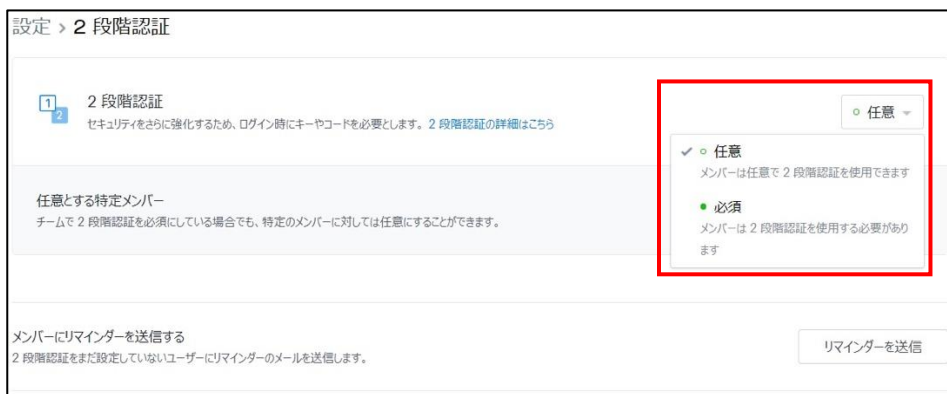 設定 › 2 段階認証
1
2
2 段階認証
セキュリティをさらに強化するため、ログイン時にキーやコードを必要とします。2 段階認証の詳細はこちら
任意
任意
メンバーは任意で 2 段階認証を使用できます
必須
メンバーは 2 段階認証を使用する必要があり
ます
任意とする特定メンバー
チームで 2 段階認証を必須にしている場合でも、特定のメンバーに対しては任意にすることができます。
メンバーにリマインダーを送信する
2 段階認証をまだ設定していないユーザーにリマインダーのメールを送信します。
リマインダーを送信